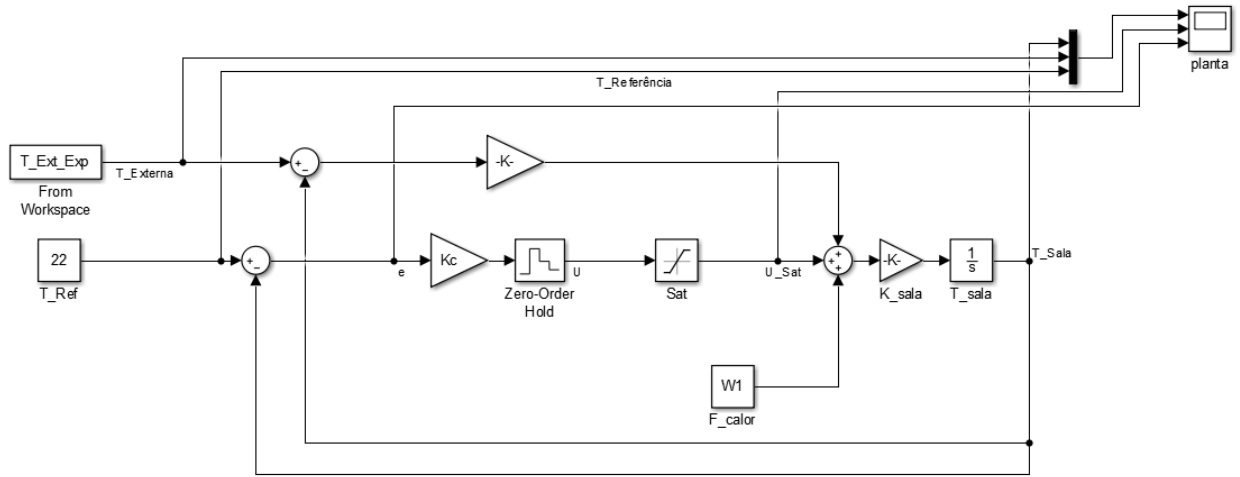 planta
T_Referência
T_Ext_Exp
T_Externa
From
Workspace
+
−
-K-
22
T_Ref
+
−
e
Kc
Zero-Order
Hold
U
Sat
U_Sat
+
+
+
-K-
K_sala
1
s
T_sala
T_Sala
W1
F_calor